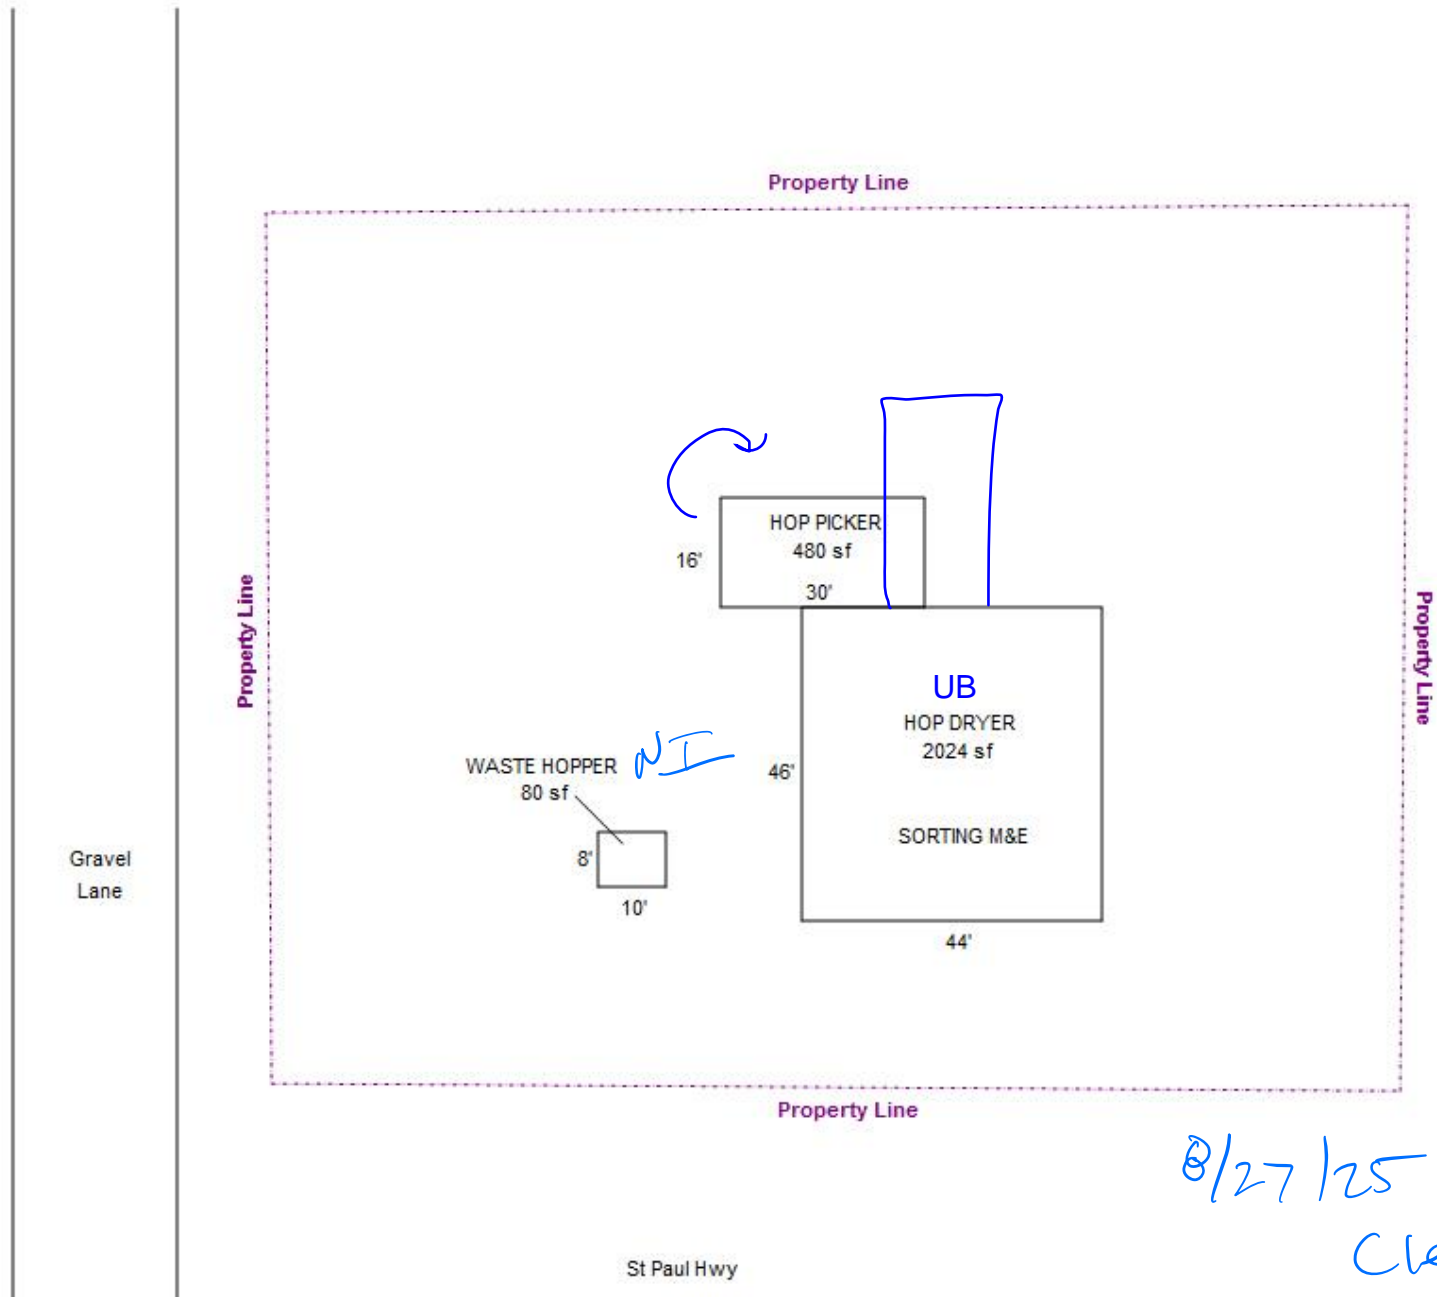 Property Line
HOP PICKER
480 sf
16'
30'
Property Line
Property Line
UB
HOP DRYER
2024 sf
WASTE HOPPER NI
80 sf
46'
SORTING M&E
8'
Gravel
Lane
10'
44'
Property Line
8/27/25
St Paul Hwy